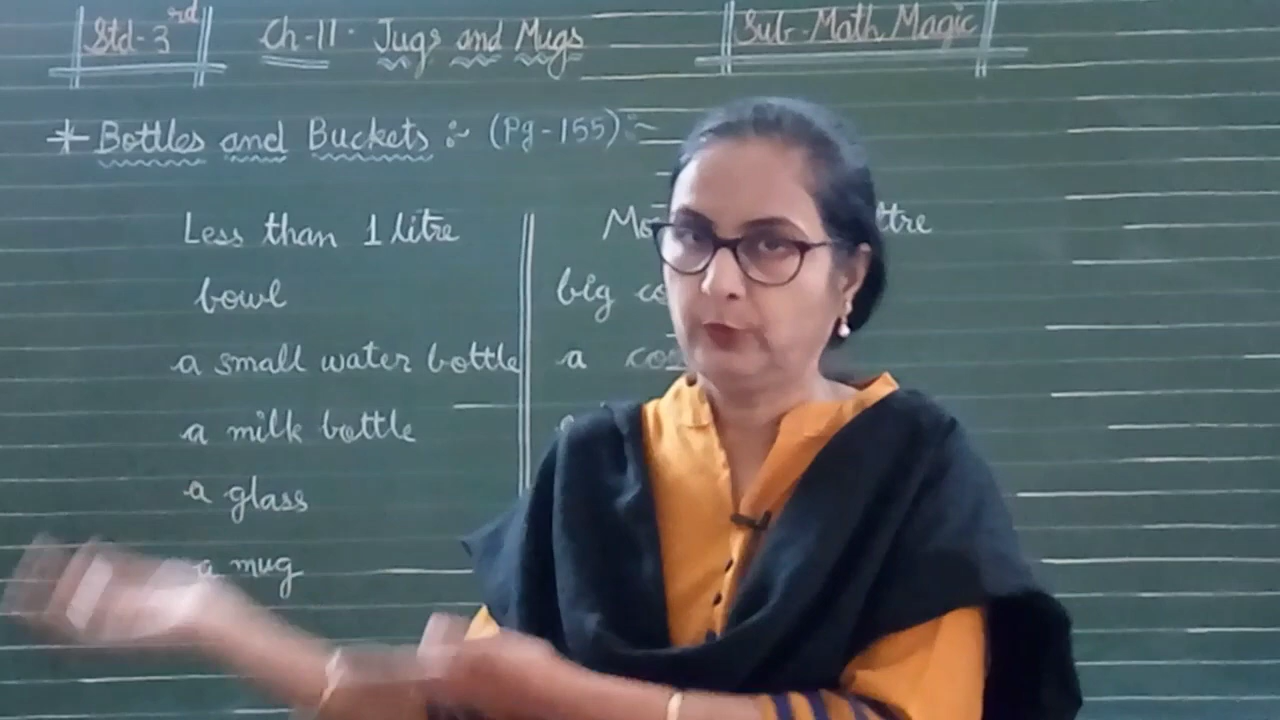 Std-3rd Ch-11. Jugs and Mugs Sub-Math Magic
* Bottles and Buckets :- (Pg-155):-
Less than 1 litre
bowl big
a small water bottle a
a milk bottle
a glass
a mug